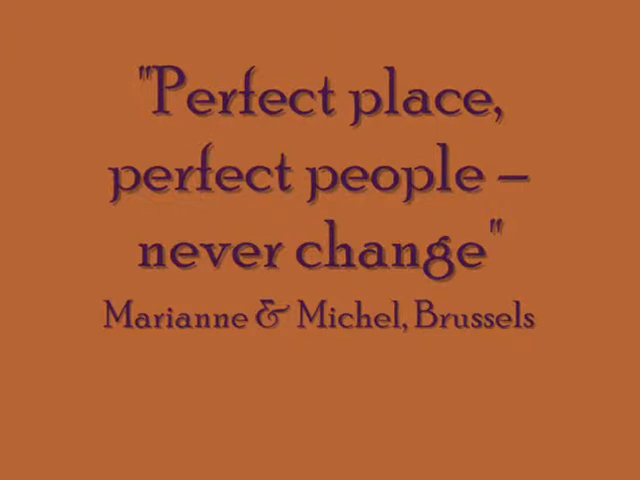 "Perfect place,
perfect people –
never change"
Marianne & Michel, Brussels